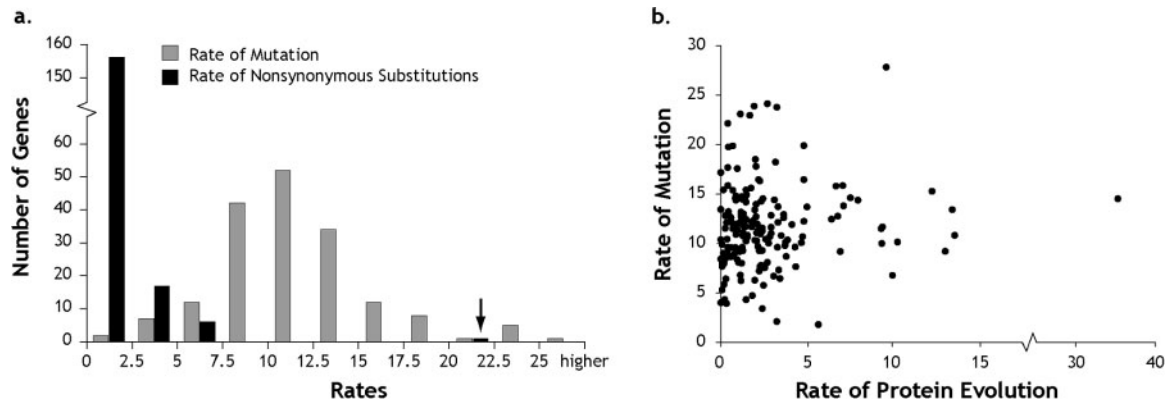 a.
Rate of Mutation
Rate of Nonsynonymous Substitutions
Number of Genes
160
150
60
50
40
30
20
10
0
0 2.5 5 7.5 10 12.5 15 17.5 20 22.5 25 higher
Rates
b.
Rate of Mutation
30
25
20
15
10
5
0
0 5 10 15 30 40
Rate of Protein Evolution